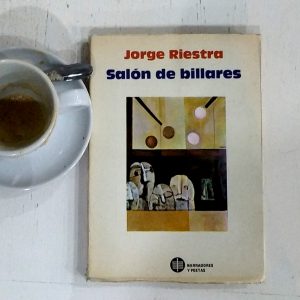 Jorge Riestra
Salón de billares
NARRADORES
Y POETAS